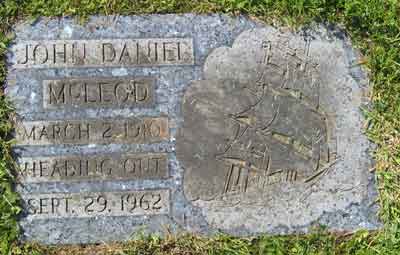 JOHN DANIEL
McLEOD
MARCH 2, 1910
HEADING OUT
SEPT. 29, 1962